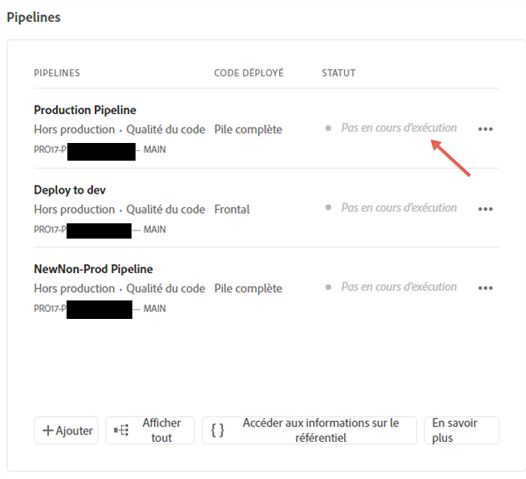 Pipelines
PIPELINES CODE DÉPLOYÉ STATUT
Production Pipeline
Hors production · Qualité du code Pile complète Pas en cours d'exécution
PRO17-P — MAIN
Deploy to dev
Hors production · Qualité du code Frontal Pas en cours d'exécution
PRO17-P — MAIN
NewNon-Prod Pipeline
Hors production · Qualité du code Pile complète Pas en cours d'exécution
PRO17-P — MAIN
+ Ajouter
Afficher
tout
{ } Accéder aux informations sur le
référentiel
En savoir
plus